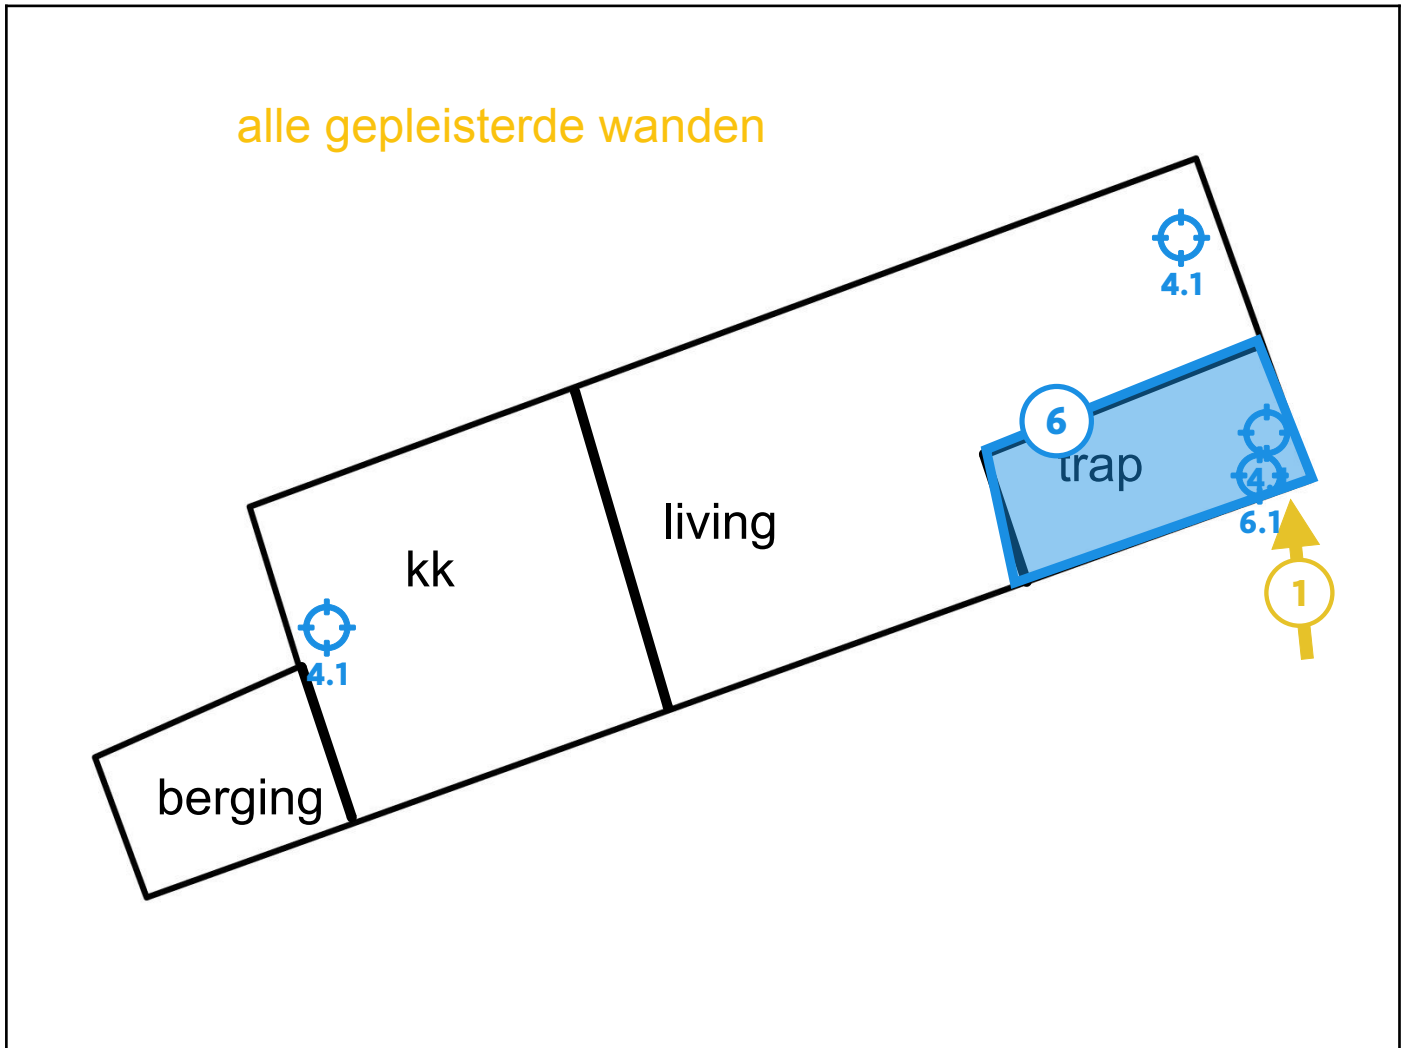 alle gepleisterde wanden
4.1
6
trap
living
6.1
kk
1
4.1
berging